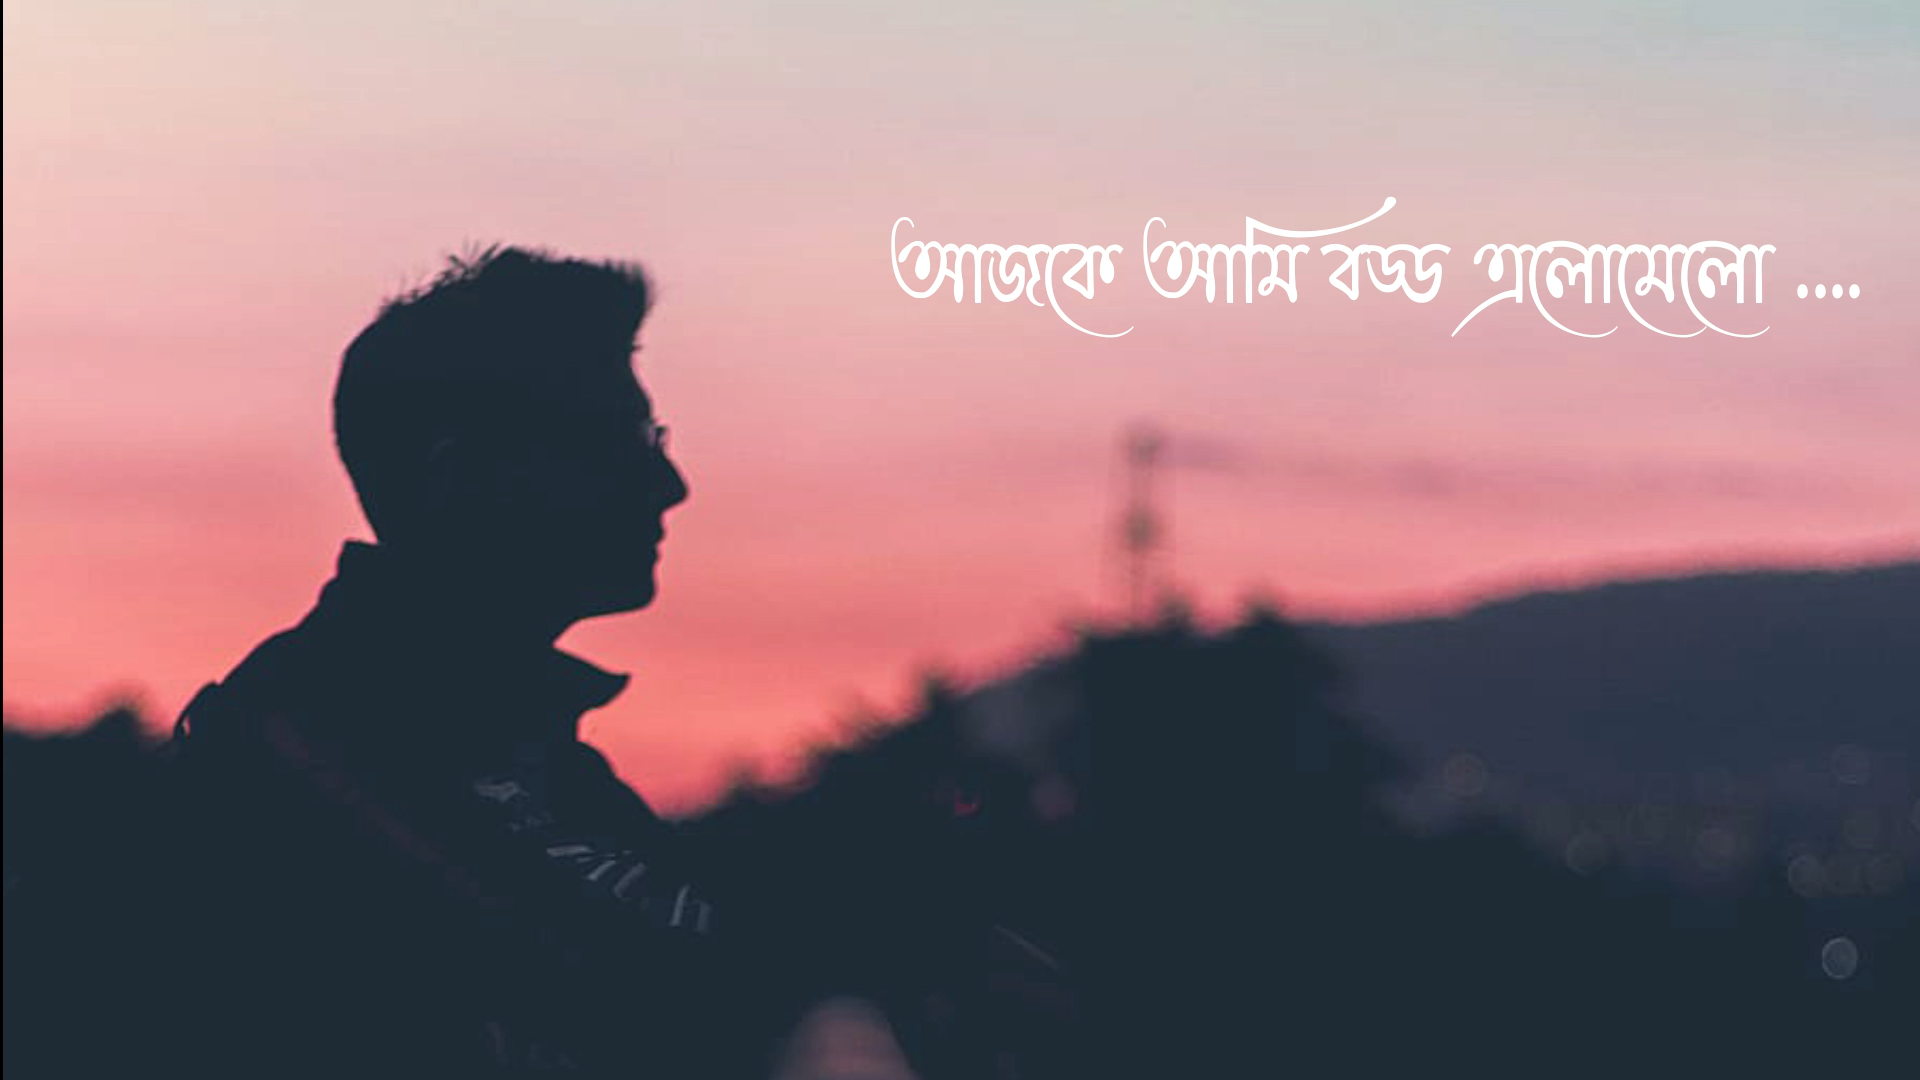 আজকে আমি বড্ড এলোমেলো ....